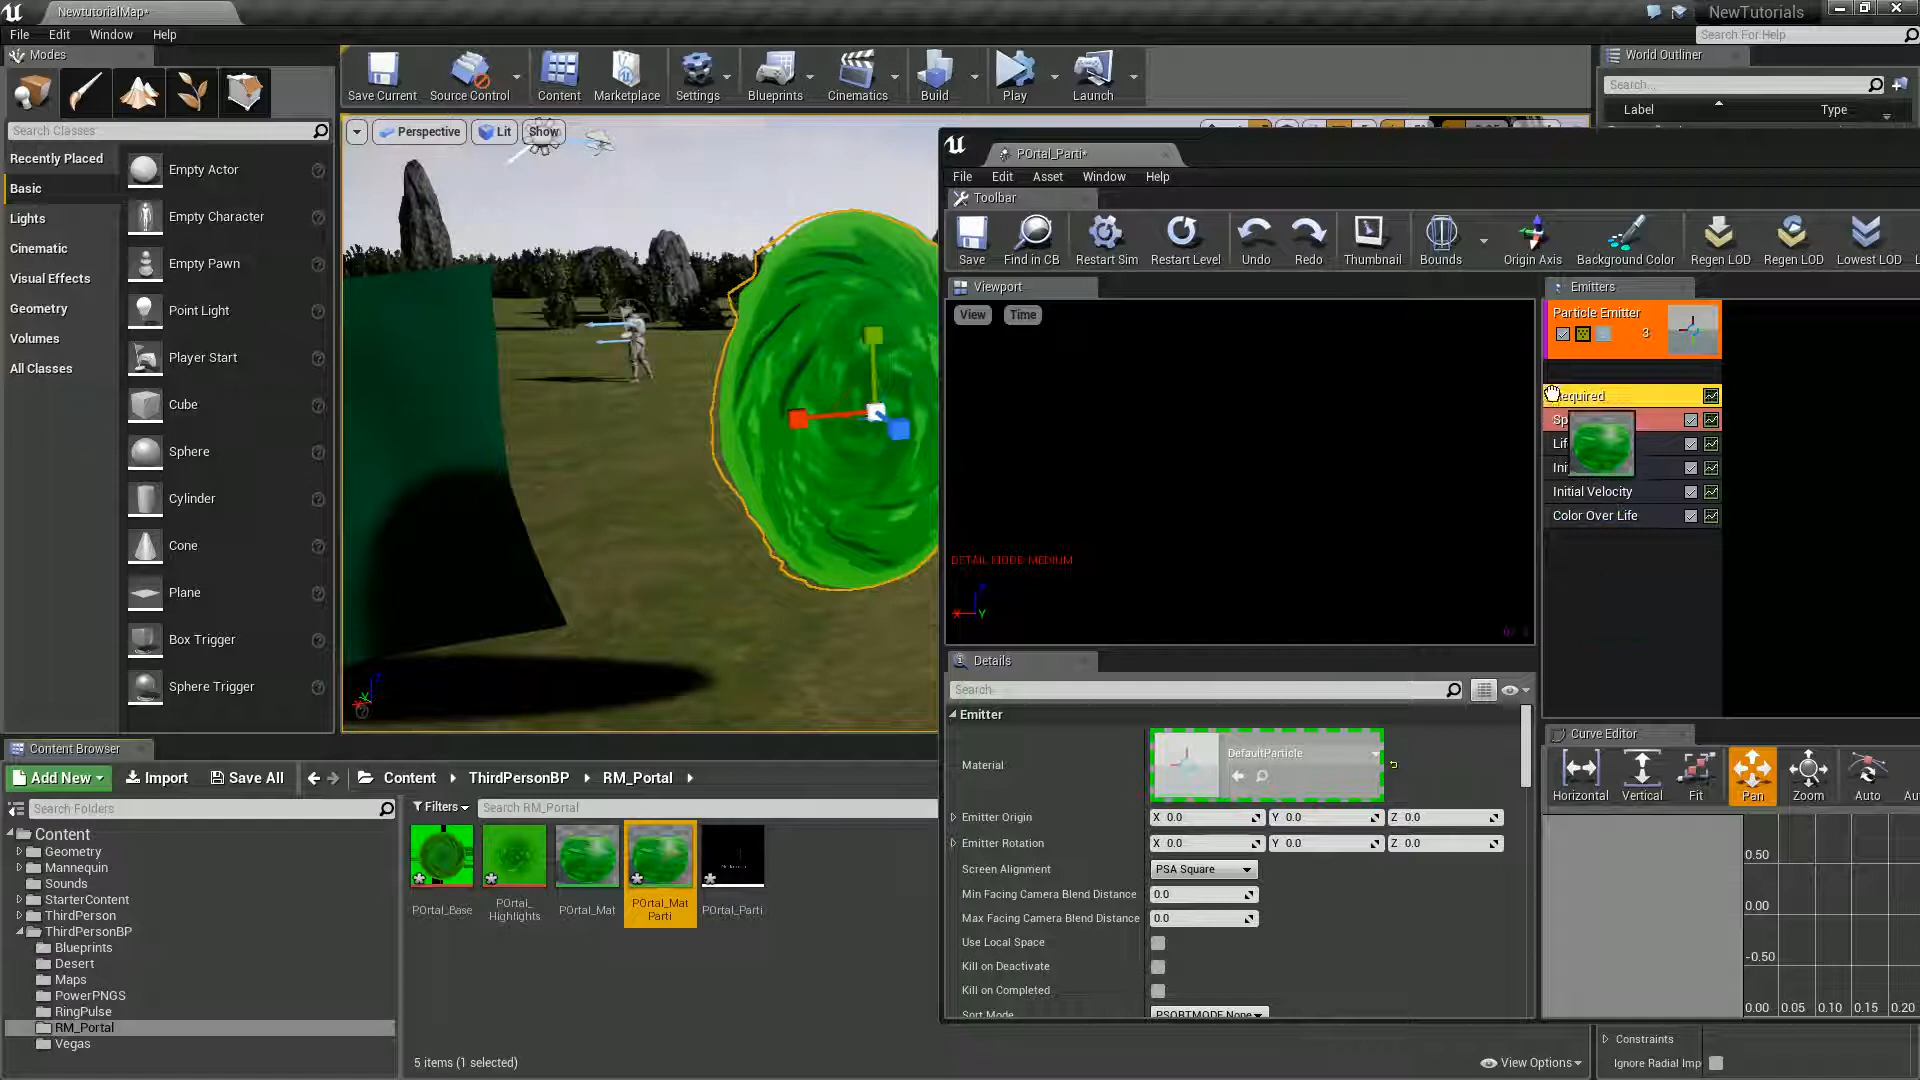 NewtutorialMap*
NewTutorials
File Edit Window Help
Search For Help
Modes
Save Current
Source Control
Content
Marketplace
Settings
Blueprints
Cinematics
Build
Play
Launch
World Outliner
Search...
Label
Type
Search Classes
Recently Placed
Basic
Lights
Cinematic
Visual Effects
Geometry
Volumes
All Classes
Empty Actor
Empty Character
Empty Pawn
Point Light
Player Start
Cube
Sphere
Cylinder
Cone
Plane
Box Trigger
Sphere Trigger
Perspective
Lit
Show
POrtal_Parti*
File Edit Asset Window Help
Toolbar
Save
Find in CB
Restart Sim
Restart Level
Undo
Redo
Thumbnail
Bounds
Origin Axis
Background Color
Regen LOD
Regen LOD
Lowest LOD
Viewport
View
Time
DETAIL MODE: MEDIUM
X
Y
Z
Emitters
Particle Emitter
3
equired
Sp
Lif
Ini
Initial Velocity
Color Over Life
Details
Search
Emitter
Material
DefaultParticle
Emitter Origin
X 0.0
Y 0.0
Z 0.0
Emitter Rotation
X 0.0
Y 0.0
Z 0.0
Screen Alignment
PSA Square
Min Facing Camera Blend Distance
0.0
Max Facing Camera Blend Distance
0.0
Use Local Space
Kill on Deactivate
Kill on Completed
Sort Mode
PSORTMODE None
Curve Editor
Horizontal
Vertical
Fit
Pan
Zoom
Auto
Au
0.50
0.00
-0.50
0.00 0.05 0.10 0.15 0.20
Constraints
Ignore Radial Imp
Content Browser
Add New
Import
Save All
Content
ThirdPersonBP
RM_Portal
Search Folders
Filters
Search RM_Portal
Content
Geometry
Mannequin
Sounds
StarterContent
ThirdPerson
ThirdPersonBP
Blueprints
Desert
Maps
PowerPNGS
RingPulse
RM_Portal
Vegas
POrtal_Base
POrtal_
Highlights
POrtal_Mat
POrtal_Mat
Parti
POrtal_Parti
5 items (1 selected)
View Options